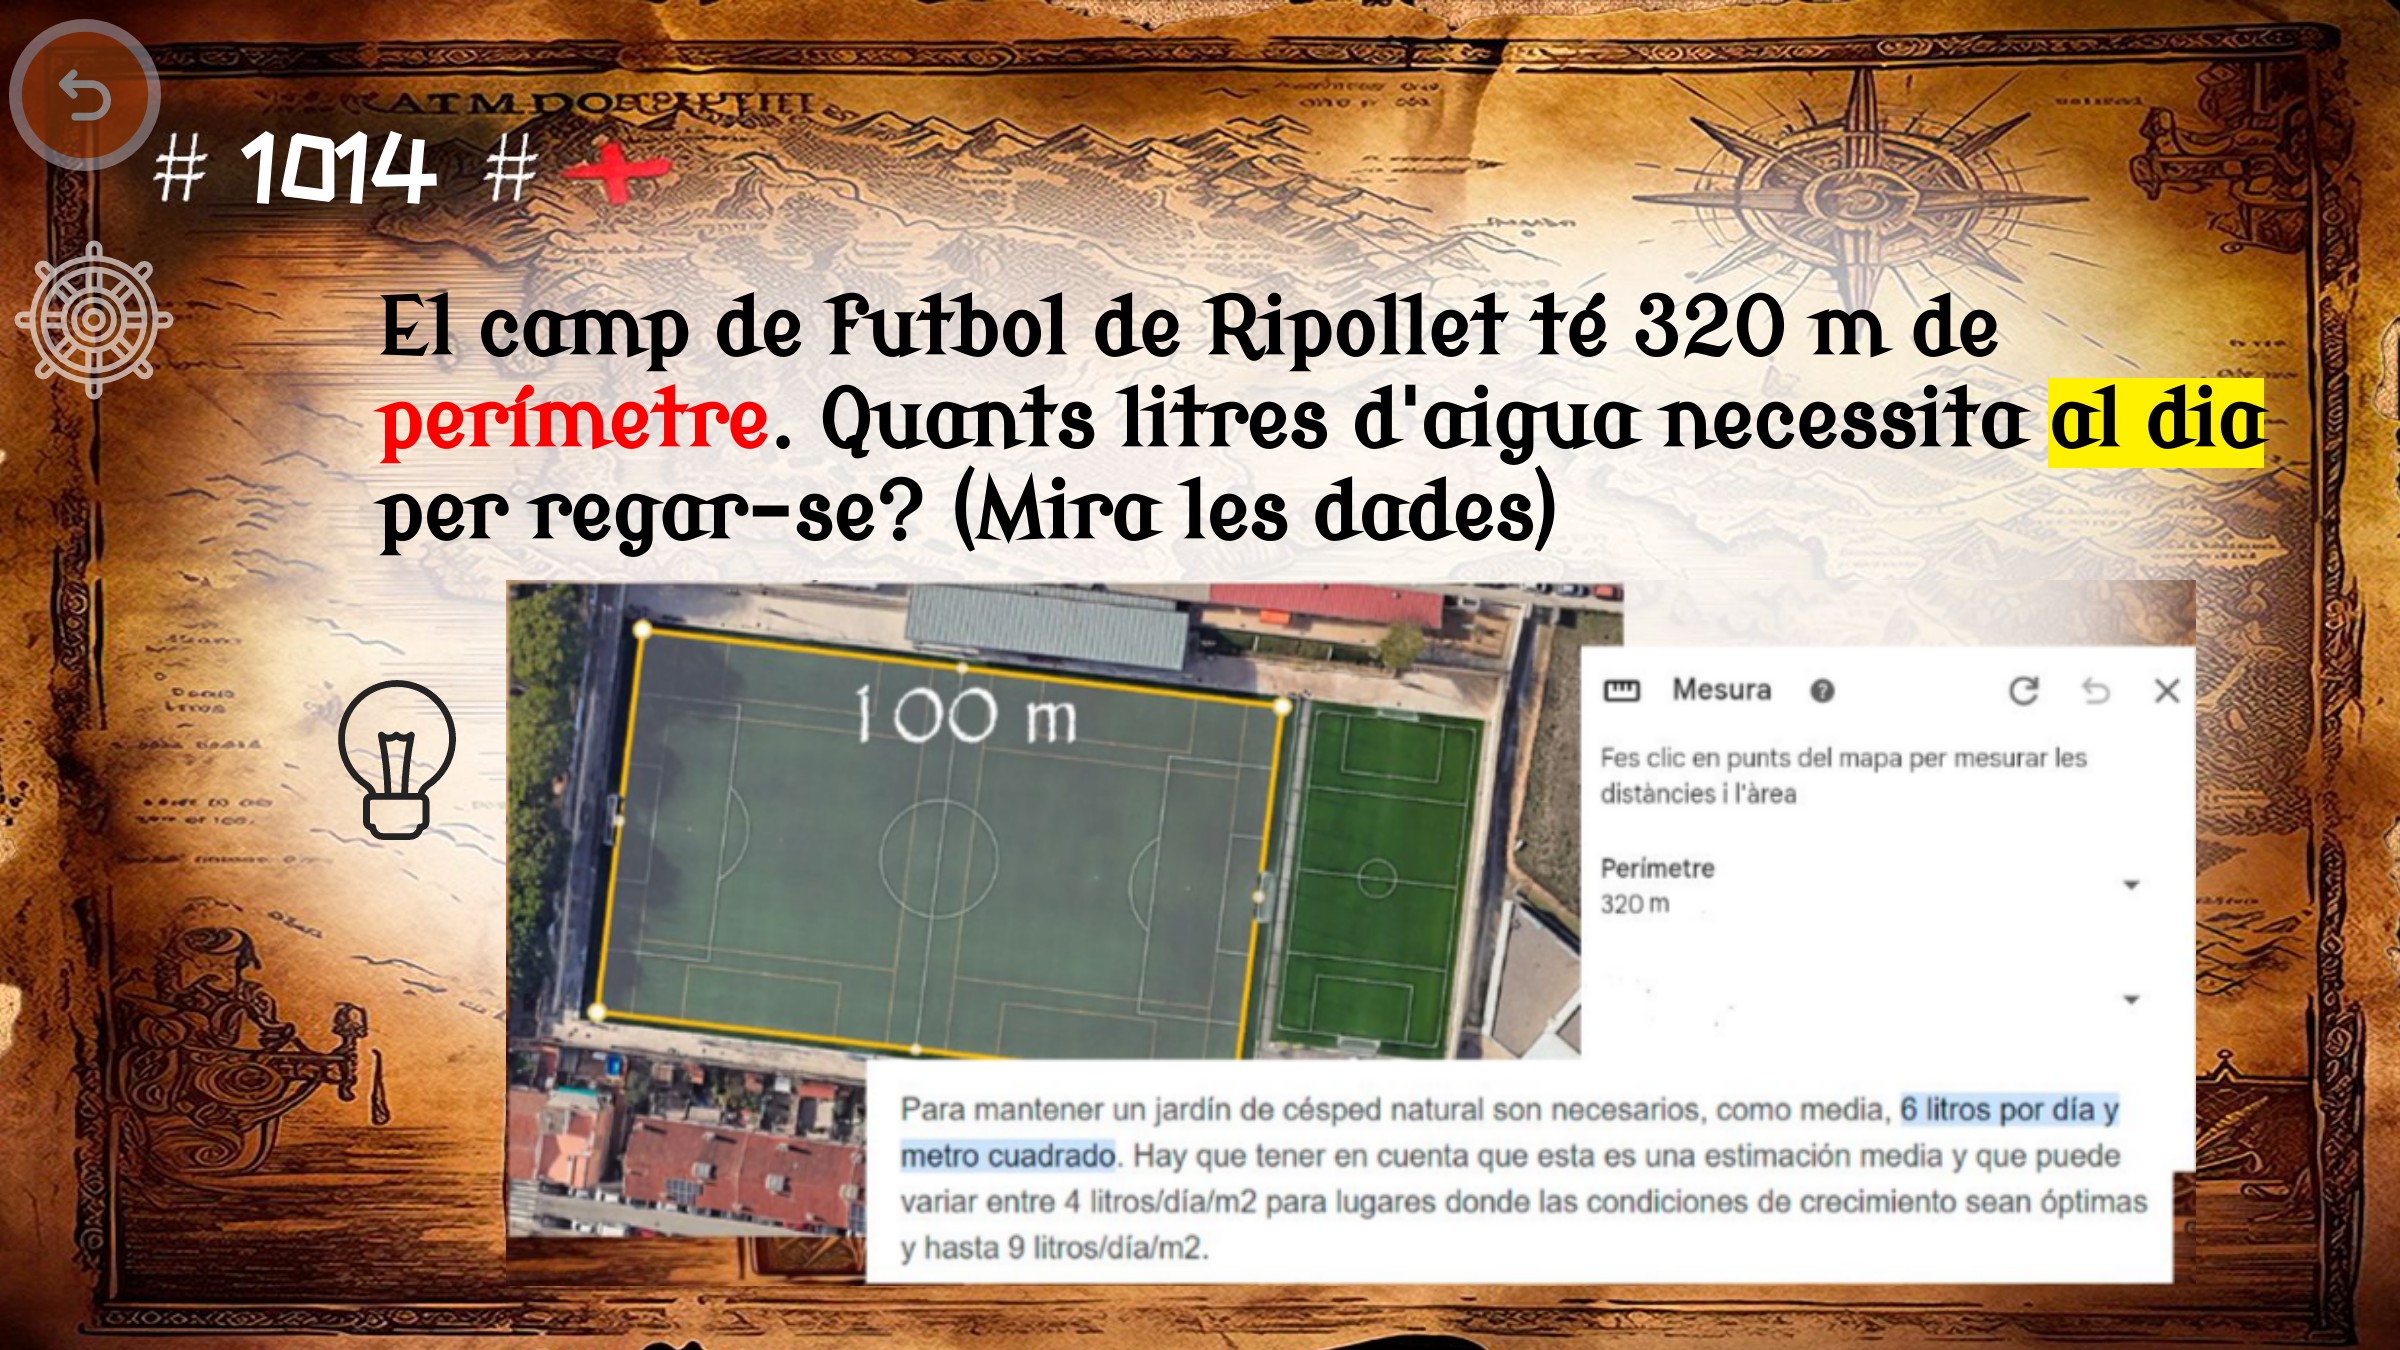 # 1014 #
El camp de futbol de Ripollet té 320 m de
perímetre. Quants litres d'aigua necessita al dia
per regar-se? (Mira les dades)
100 m
Mesura
Fes clic en punts del mapa per mesurar les
distàncies i l'àrea
Perímetre
320 m
Para mantener un jardín de césped natural son necesarios, como media, 6 litros por día y
metro cuadrado. Hay que tener en cuenta que esta es una estimación media y que puede
variar entre 4 litros/día/m2 para lugares donde las condiciones de crecimiento sean óptimas
y hasta 9 litros/día/m2.